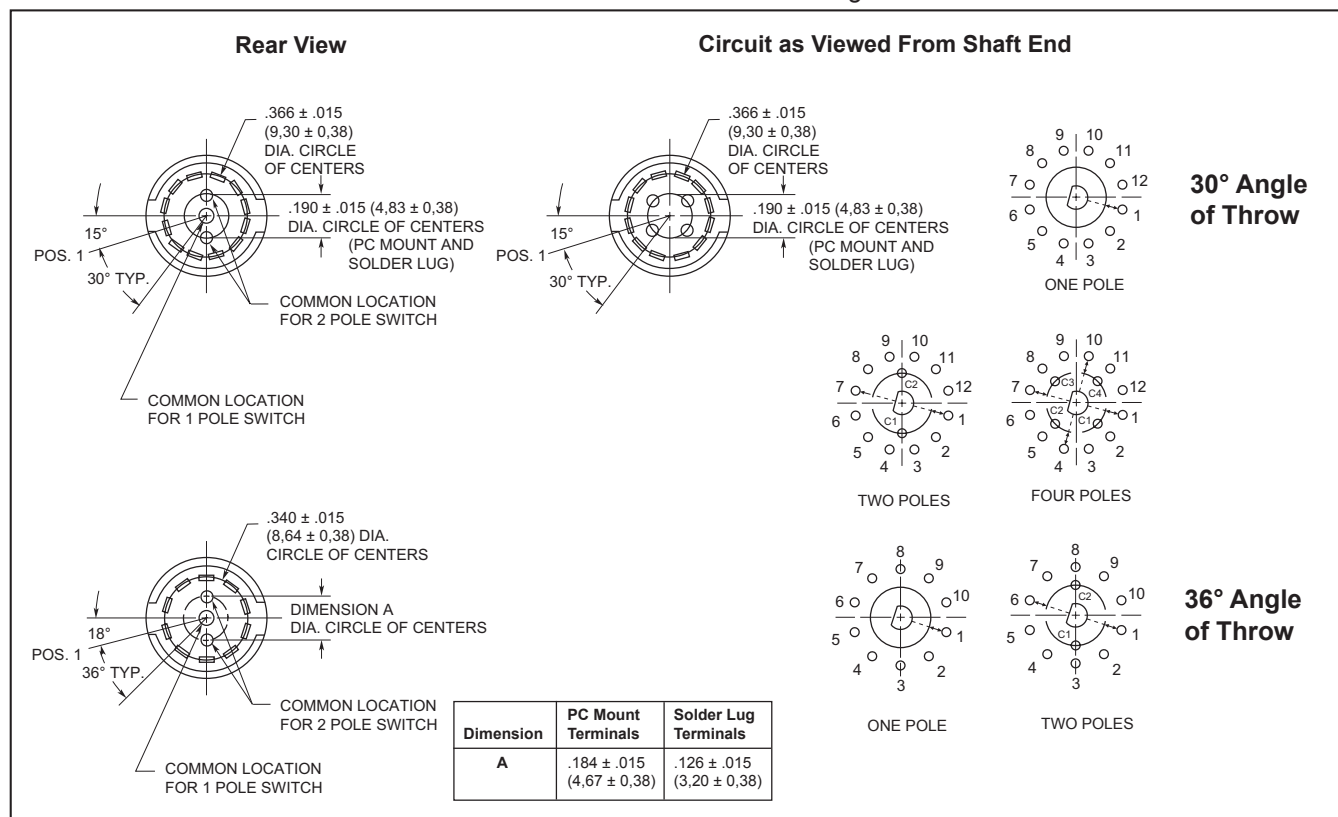 Rear View
Circuit as Viewed From Shaft End
.366 ± .015
(9,30 ± 0,38)
DIA. CIRCLE
OF CENTERS
.190 ± .015 (4,83 ± 0,38)
DIA. CIRCLE OF CENTERS
(PC MOUNT AND
SOLDER LUG)
15°
POS. 1
30° TYP.
COMMON LOCATION
FOR 2 POLE SWITCH
COMMON LOCATION
FOR 1 POLE SWITCH
.366 ± .015
(9,30 ± 0,38)
DIA. CIRCLE
OF CENTERS
.190 ± .015 (4,83 ± 0,38)
DIA. CIRCLE OF CENTERS
(PC MOUNT AND
SOLDER LUG)
15°
POS. 1
30° TYP.
9 10
8 11
7 12
6 1
5 2
4 3
ONE POLE
30° Angle
of Throw
9 10
8 11
7 C2 12
6 C1 1
5 2
4 3
TWO POLES
9 10
8 11
7 C3 C4 12
6 C2 C1 1
5 2
4 3
FOUR POLES
.340 ± .015
(8,64 ± 0,38) DIA.
CIRCLE OF CENTERS
DIMENSION A
DIA. CIRCLE OF CENTERS
18°
POS. 1
36° TYP.
COMMON LOCATION
FOR 2 POLE SWITCH
COMMON LOCATION
FOR 1 POLE SWITCH
Dimension PC Mount Terminals Solder Lug Terminals
A .184 ± .015 .126 ± .015
(4,67 ± 0,38) (3,20 ± 0,38)
8
7 9
6 10
5 1
4 2
3
ONE POLE
8
7 9
6 C2 10
5 C1 1
4 2
3
TWO POLES
36° Angle
of Throw